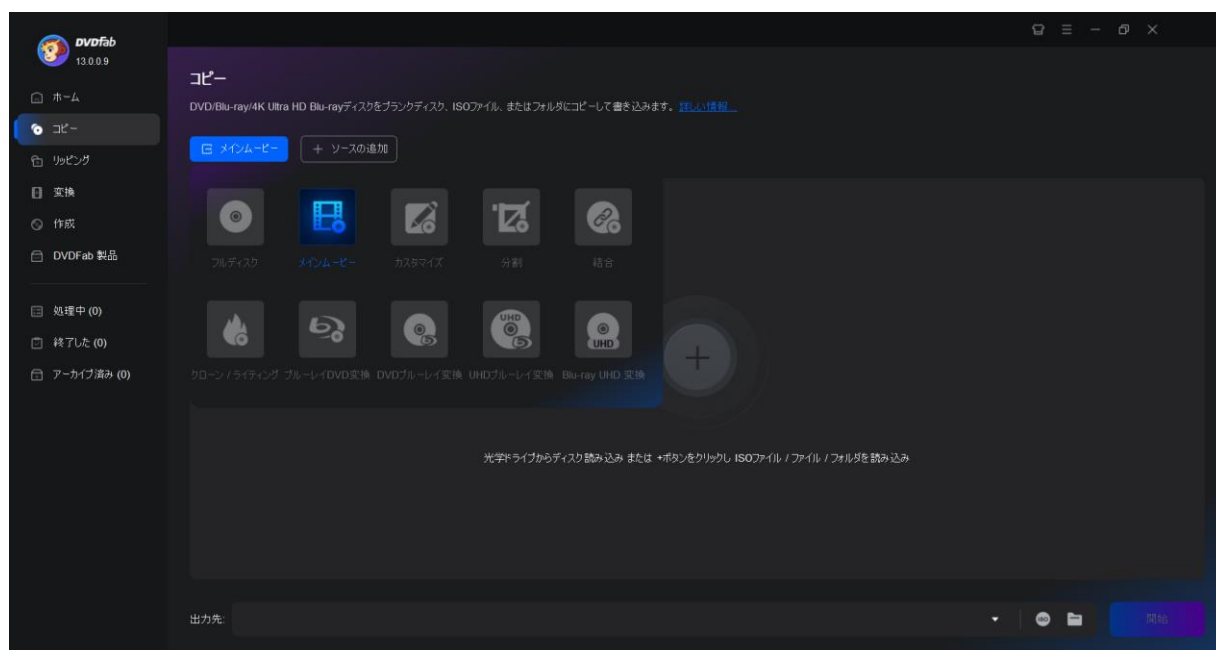 DVDFab
13.0.0.9
ホーム
コピー
リッピング
変換
作成
DVDFab 製品
処理中 (0)
終了した (0)
アーカイブ済み (0)
コピー
DVD/Blu-ray/4K Ultra HD Blu-rayディスクをブランクディスク、ISOファイル、またはフォルダにコピーして書き込みます。 詳しい情報...
メインムービー
ソースの追加
フルディスク メインムービー カスタマイズ 分割 結合
UHD
UHD
クローン / ライティング ブルーレイDVD変換 DVDブルーレイ変換 UHDブルーレイ変換 Blu-ray UHD 変換
光学ドライブからディスク読み込み または +ボタンをクリックし ISOファイル / ファイル / フォルダを読み込み
出力先:
ISO
開始